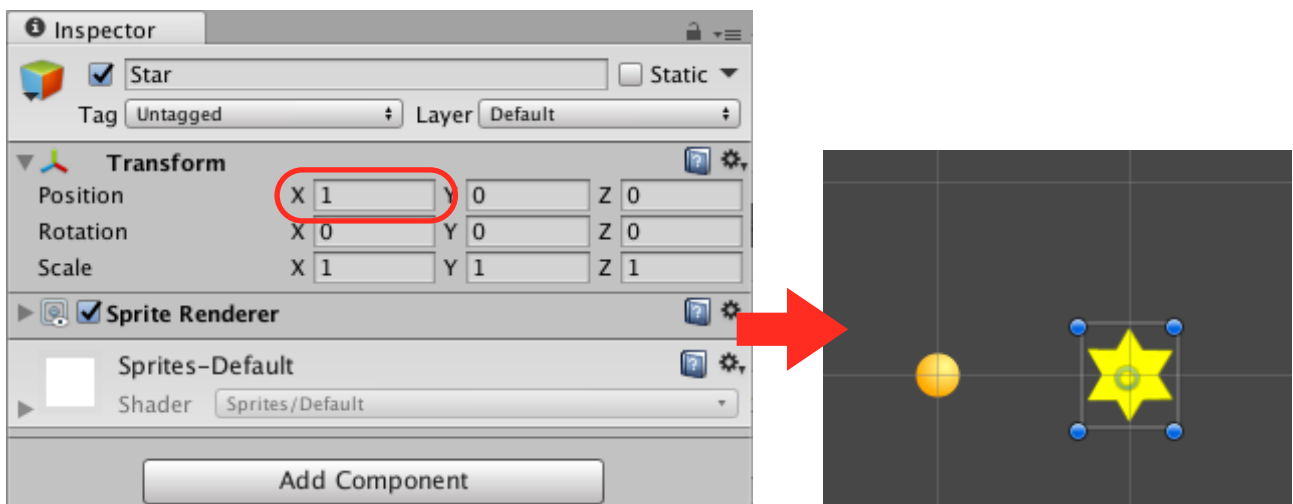 Inspector
Star Static
Tag Untagged Layer Default
Transform
Position X 1 Y 0 Z 0
Rotation X 0 Y 0 Z 0
Scale X 1 Y 1 Z 1
Sprite Renderer
Sprites-Default
Shader Sprites/Default
Add Component